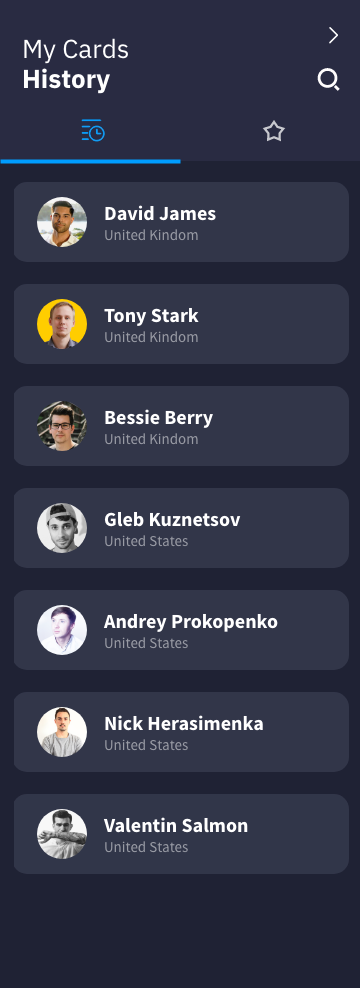 My Cards
History
David James
United Kindom
Tony Stark
United Kindom
Bessie Berry
United Kindom
Gleb Kuznetsov
United States
Andrey Prokopenko
United States
Nick Herasimenka
United States
Valentin Salmon
United States